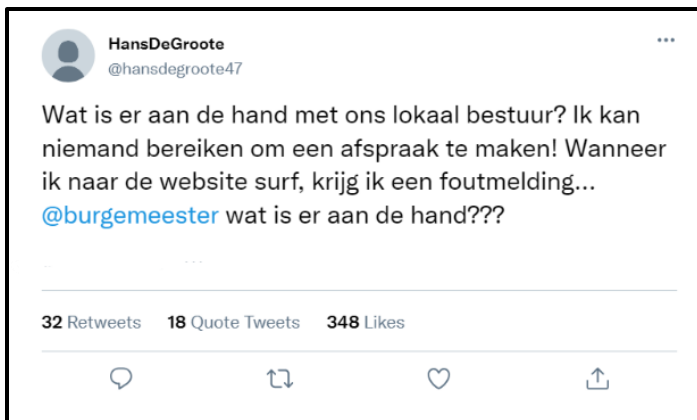 HansDeGroote
@hansdegroote47
Wat is er aan de hand met ons lokaal bestuur? Ik kan
niemand bereiken om een afspraak te maken! Wanneer
ik naar de website surf, krijg ik een foutmelding...
@burgemeester wat is er aan de hand???
32 Retweets 18 Quote Tweets 348 Likes